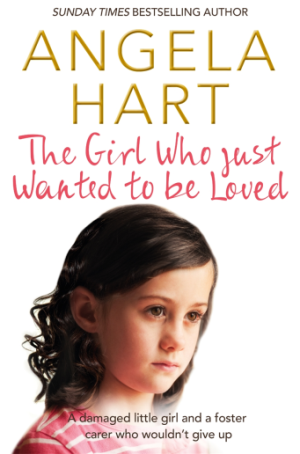 SUNDAY TIMES BESTSELLING AUTHOR
ANGELA
HART
The Girl Who just
Wanted to be Loved
A damaged little girl and a foster
carer who wouldn't give up